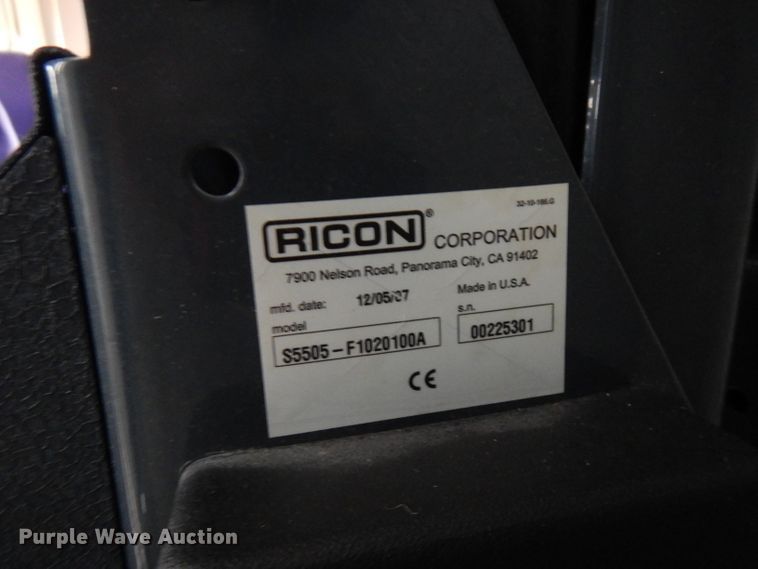 32-10-186.G
RICON® CORPORATION
7900 Nelson Road, Panorama City, CA 91402
mfd. date: 12/05/07 Made in U.S.A.
model s.n.
S5505-F1020100A 00225301
CE
Purple Wave Auction®